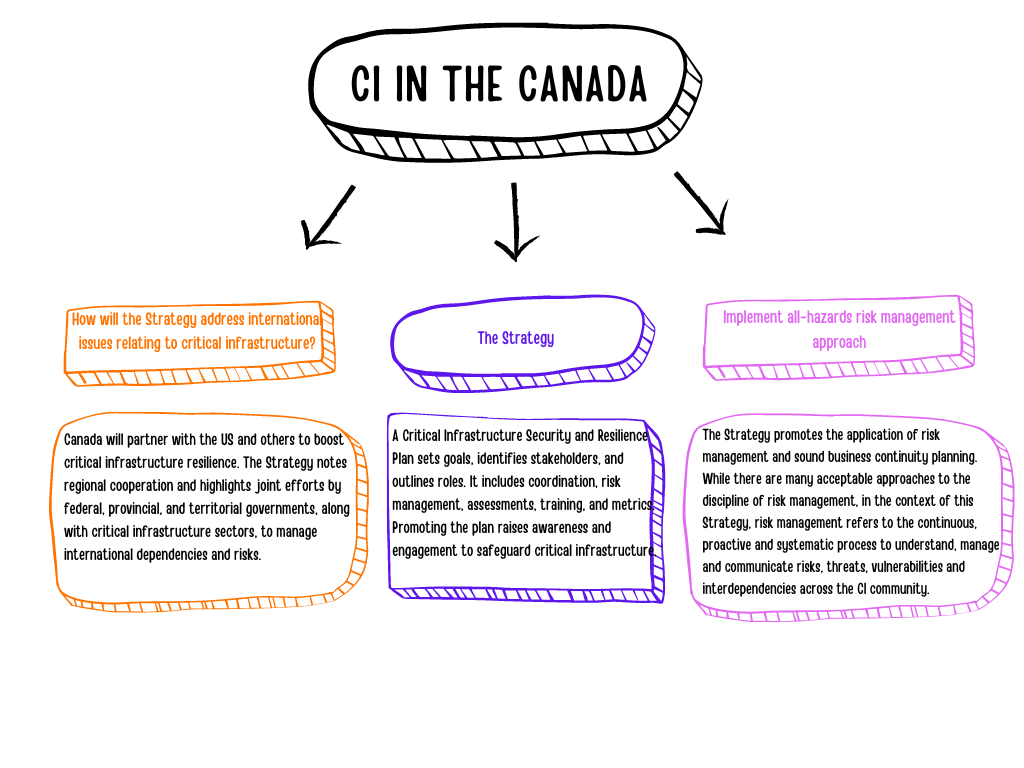 CI IN THE CANADA
How will the Strategy address international
issues relating to critical infrastructure?
The Strategy
Implement all-hazards risk management
approach
Canada will partner with the US and others to boost
critical infrastructure resilience. The Strategy notes
regional cooperation and highlights joint efforts by
federal, provincial, and territorial governments, along
with critical infrastructure sectors, to manage
international dependencies and risks.
A Critical Infrastructure Security and Resilience
Plan sets goals, identifies stakeholders, and
outlines roles. It includes coordination, risk
management, assessments, training, and metrics.
Promoting the plan raises awareness and
engagement to safeguard critical infrastructure.
The Strategy promotes the application of risk
management and sound business continuity planning.
While there are many acceptable approaches to the
discipline of risk management, in the context of this
Strategy, risk management refers to the continuous,
proactive and systematic process to understand, manage
and communicate risks, threats, vulnerabilities and
interdependencies across the CI community.